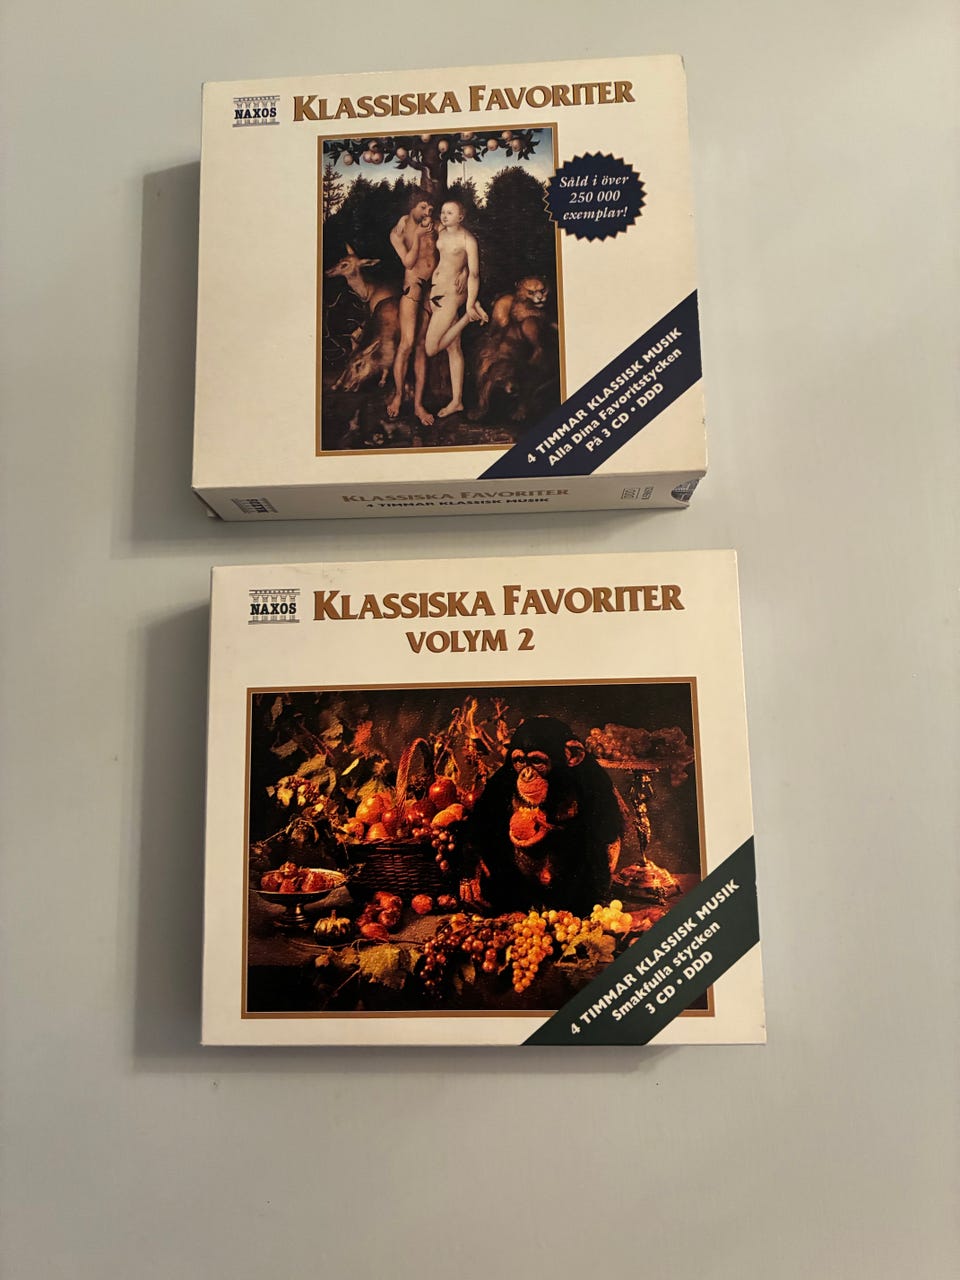 NAXOS
KLASSISKA FAVORITER
Såld i över
250 000
exemplar!
4 TIMMAR KLASSISK MUSIK
Alla Dina Favoritstycken
På 3 CD • DDD
NAXOS
KLASSISKA FAVORITER
4 TIMMAR KLASSISK MUSIK
NAXOS
KLASSISKA FAVORITER
VOLYM 2
4 TIMMAR KLASSISK MUSIK
Smakfulla stycken
3 CD • DDD